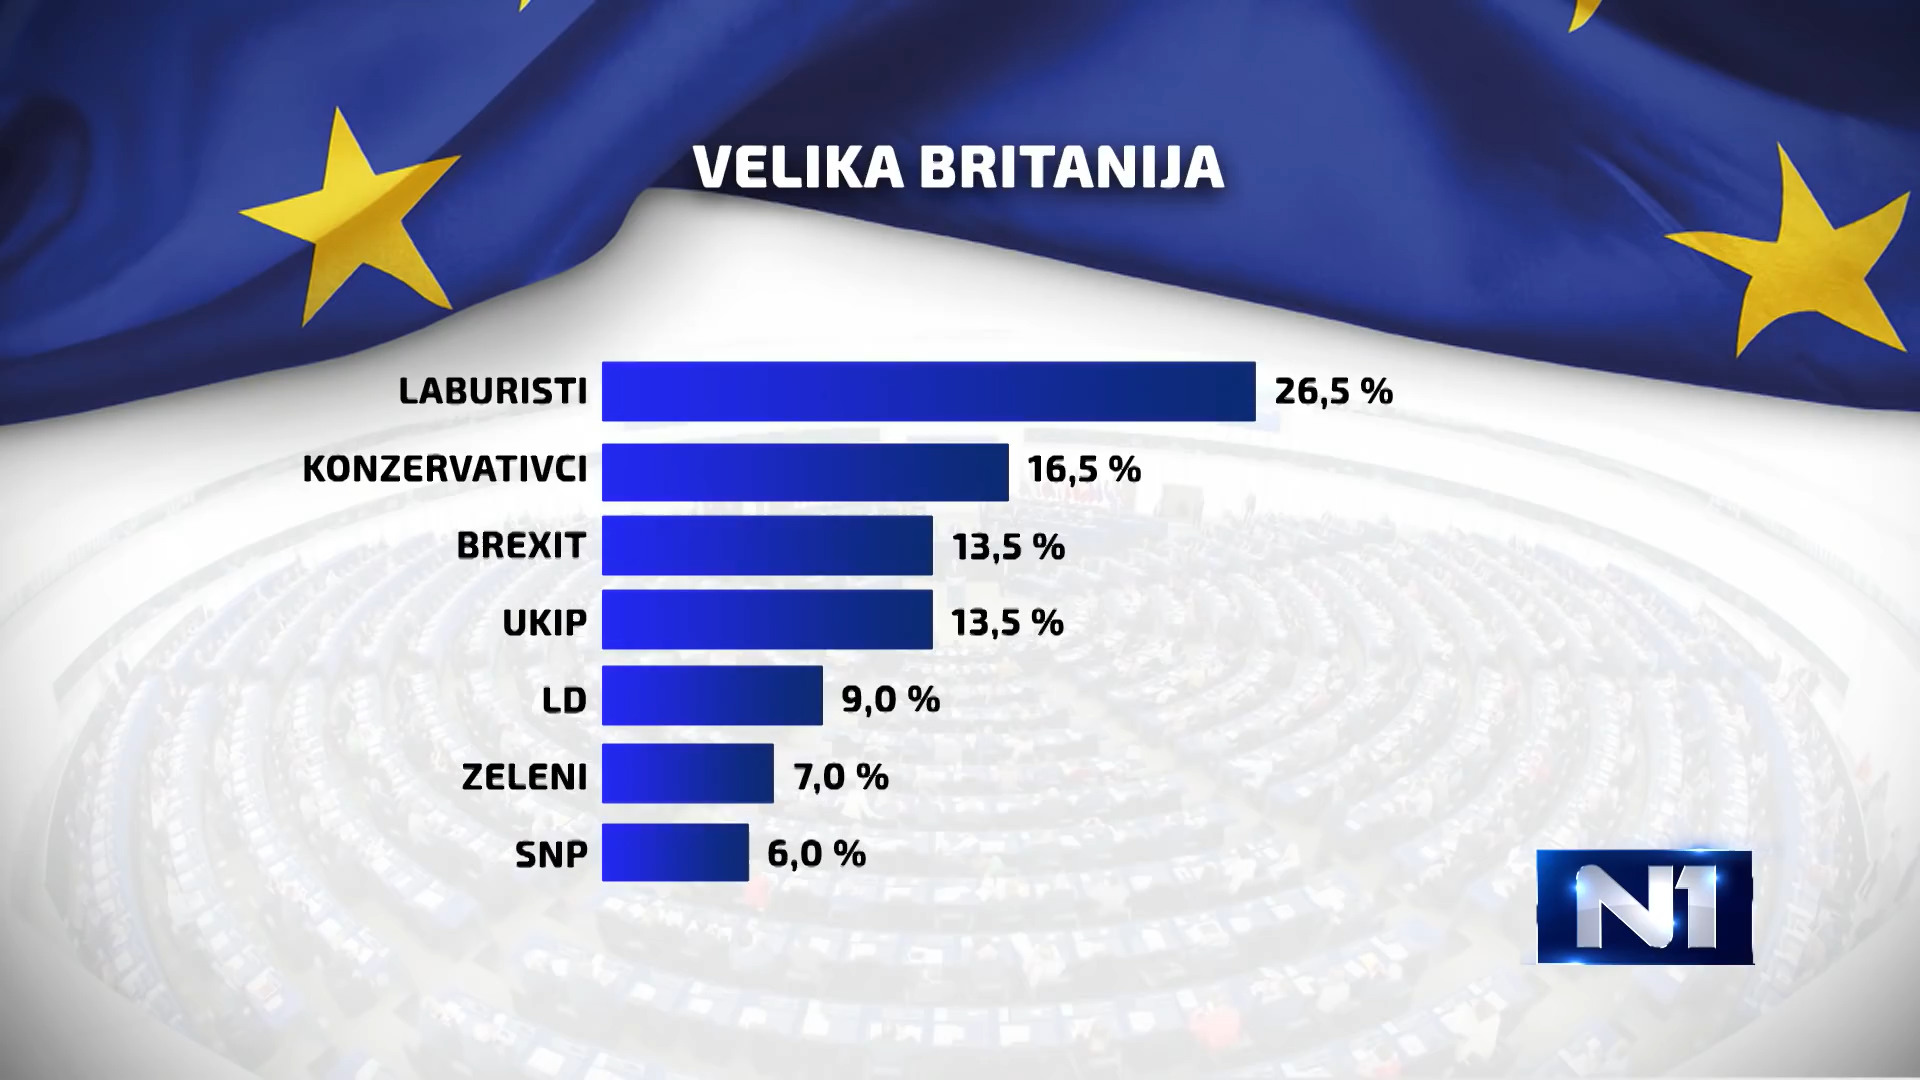 VELIKA BRITANIJA
LABURISTI 26,5 %
KONZERVATIVCI 16,5 %
BREXIT 13,5 %
UKIP 13,5 %
LD 9,0 %
ZELENI 7,0 %
SNP 6,0 %
N1